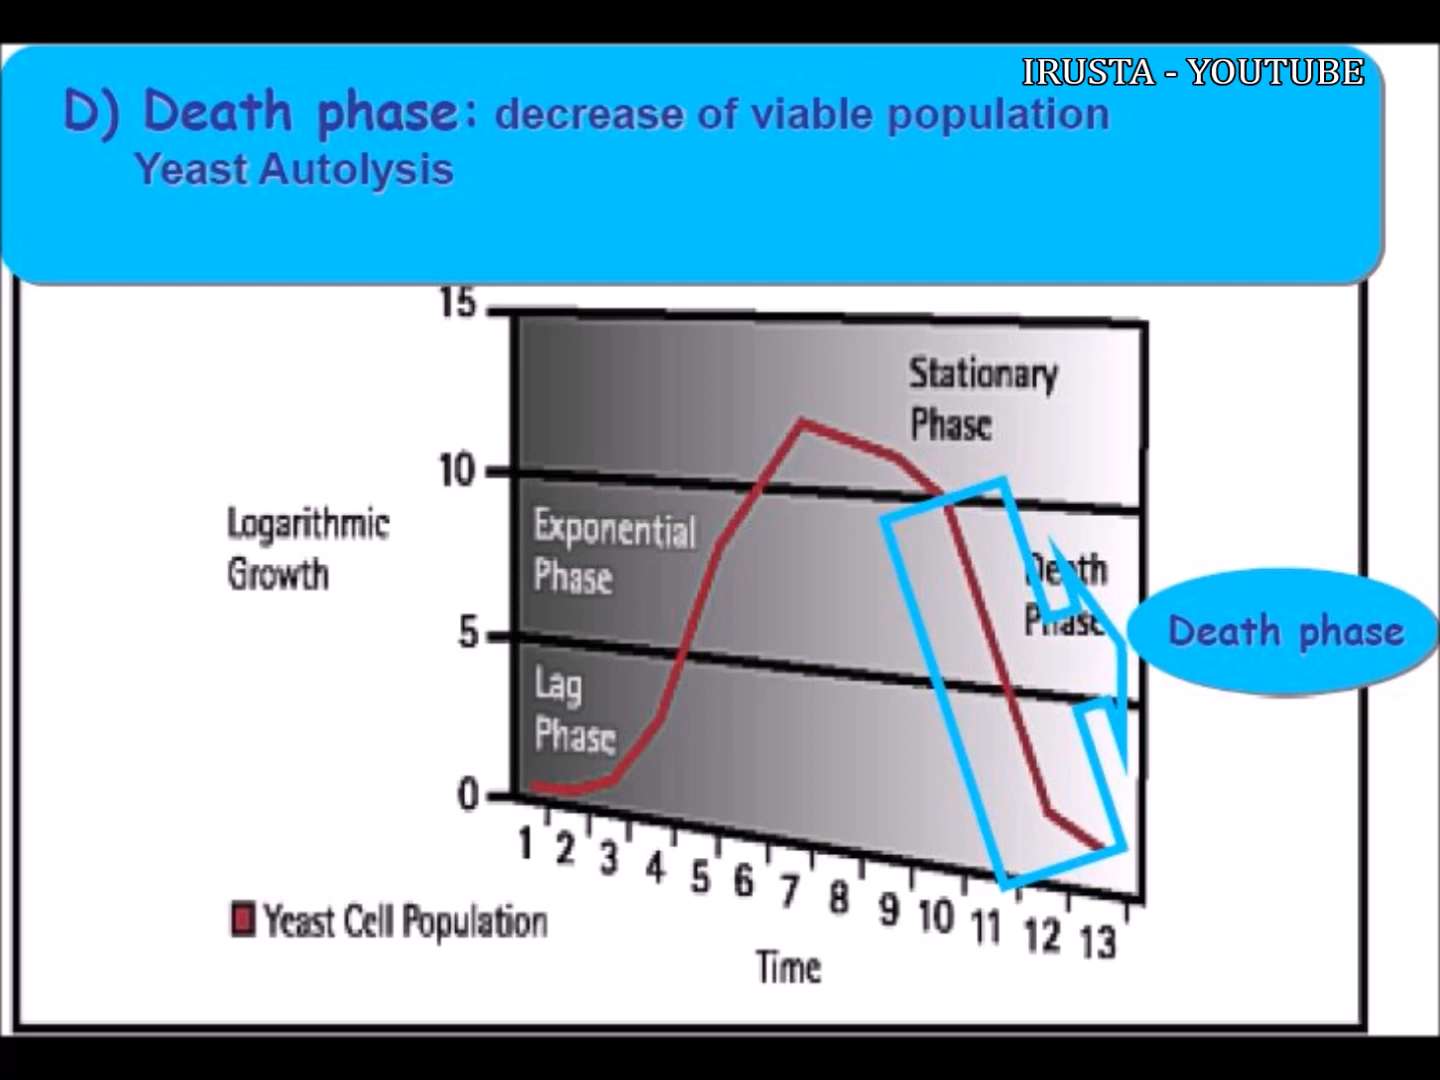 IRUSTA - YOUTUBE
D) Death phase: decrease of viable population
Yeast Autolysis
15
10
5
0
Logarithmic
Growth
Stationary
Phase
Exponential
Phase
Death
Phase
Lag
Phase
Death phase
1 2 3 4 5 6 7 8 9 10 11 12 13
Yeast Cell Population
Time